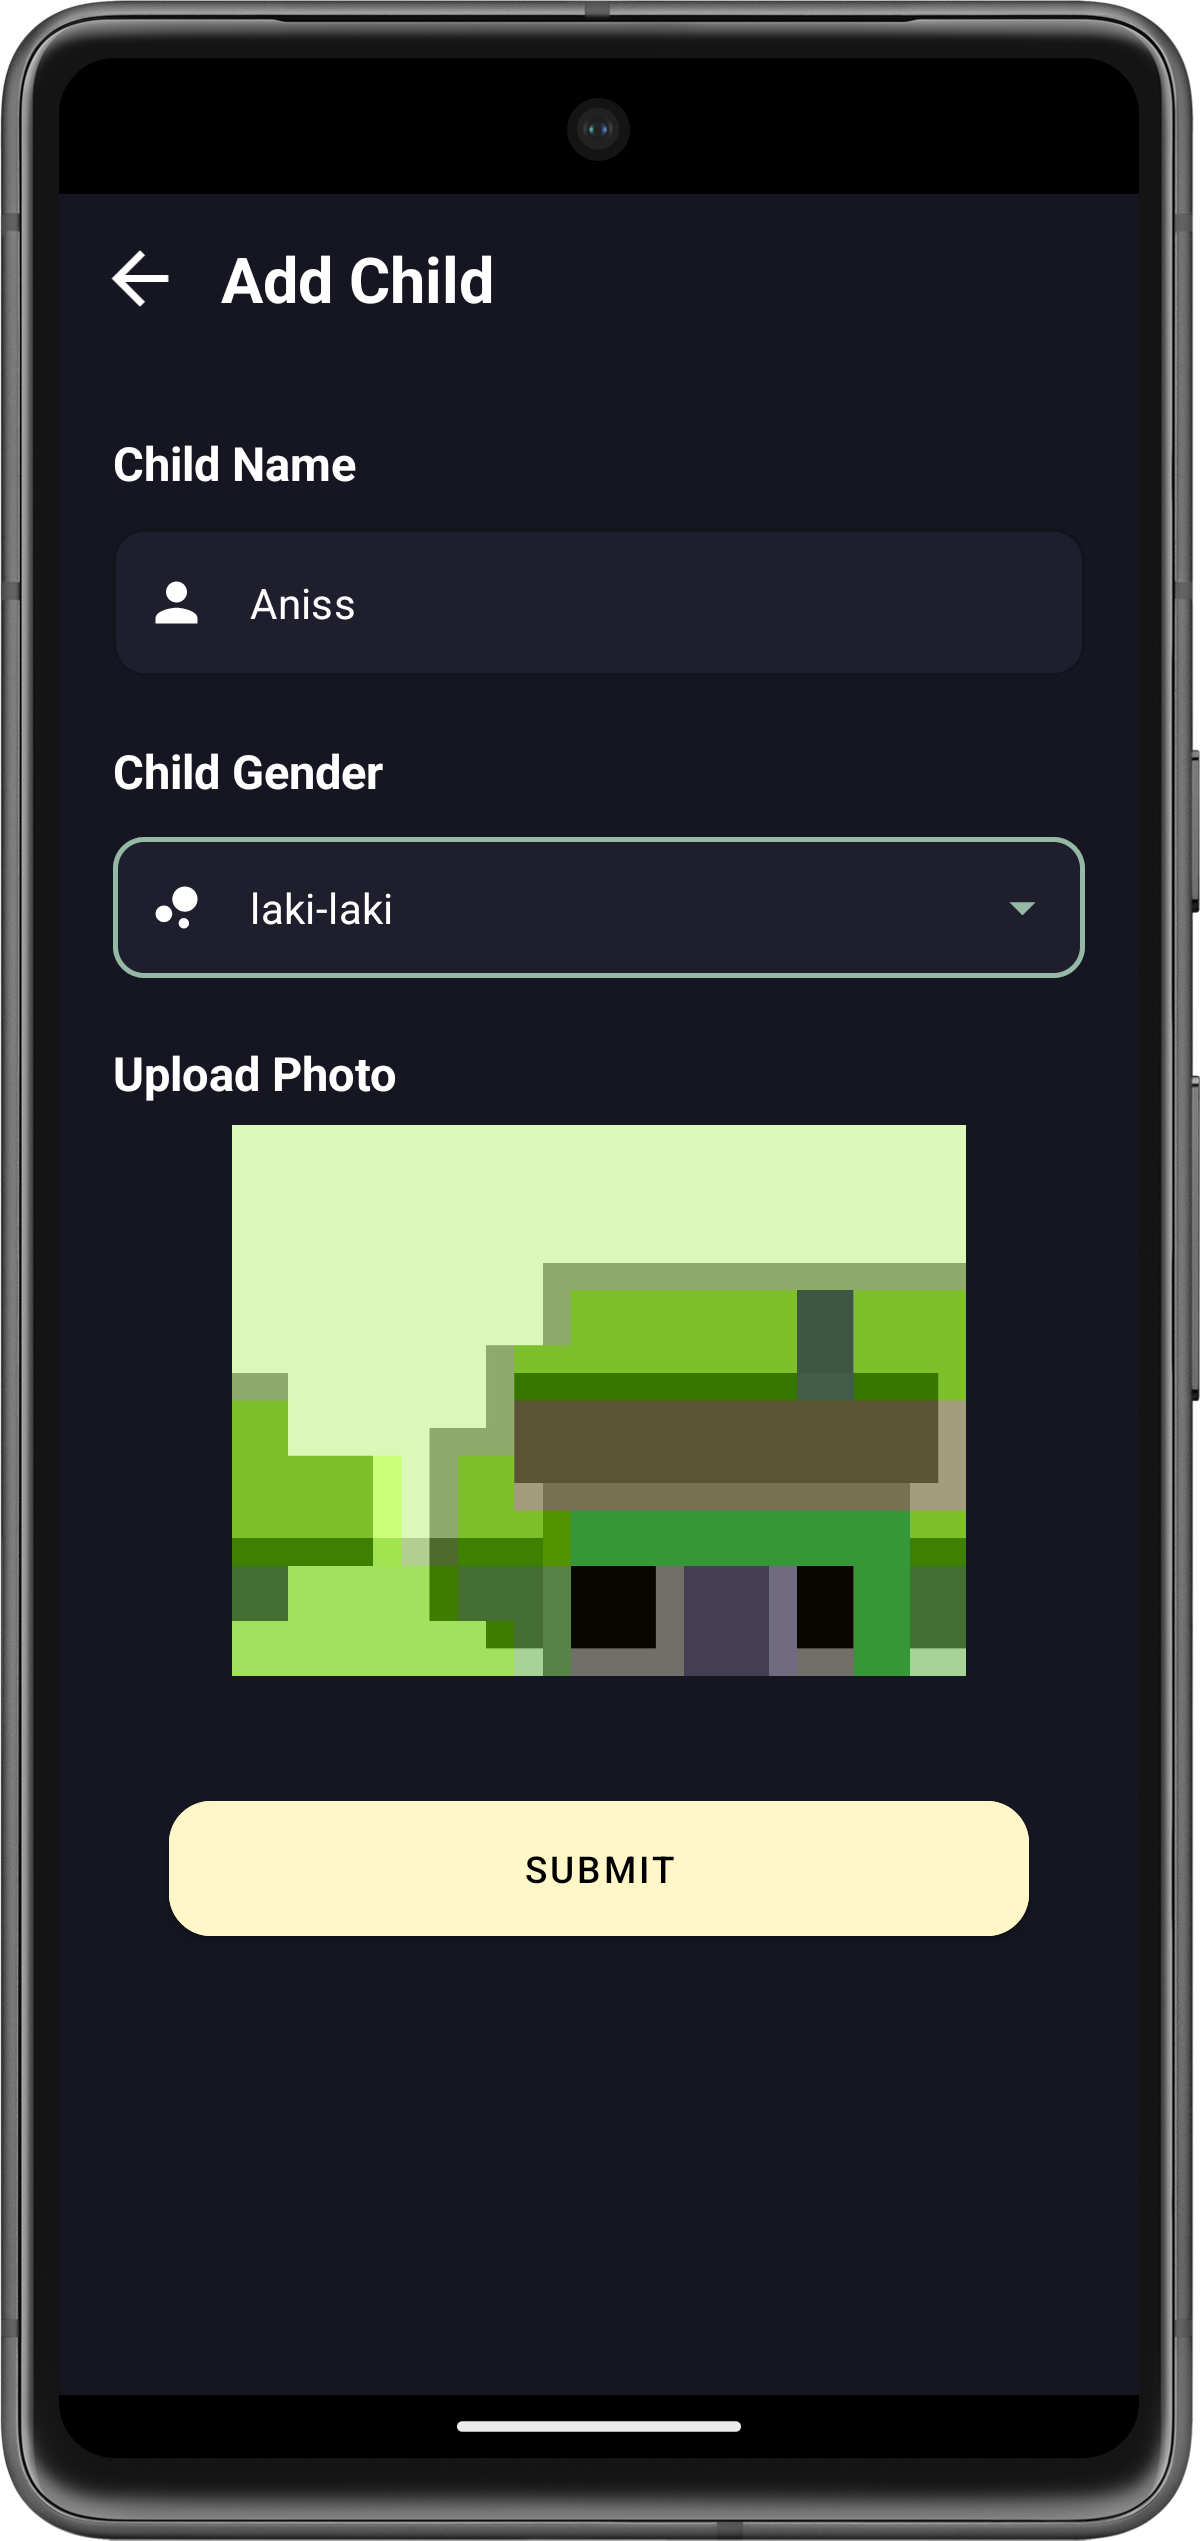 Add Child
Child Name
Aniss
Child Gender
laki-laki
Upload Photo
SUBMIT